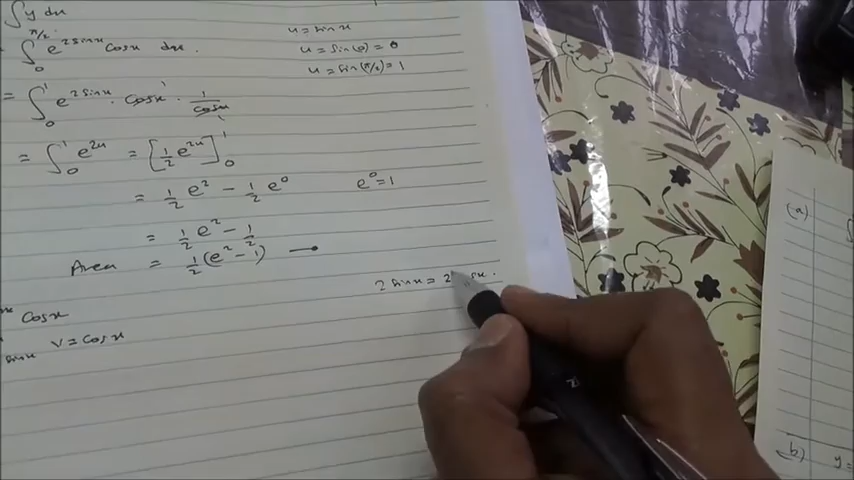 ∫y dx
u = sinx
∫₀^{π/2} e^{2sinx} cosx dx.
u = sin(0) = 0
u = sin(π/2) = 1
= ∫₀¹ e^{2sinx} · cosx · 1/cosx
= ∫₀¹ e^{2u} = [1/2 e^{2u}]₀¹
= 1/2 e² - 1/2 e⁰
e⁰ = 1
= 1/2 e² - 1/2
Area = 1/2 (e² - 1)
2 sinx = 2
cosx
sinx v = cosx
(a)
(b) y =